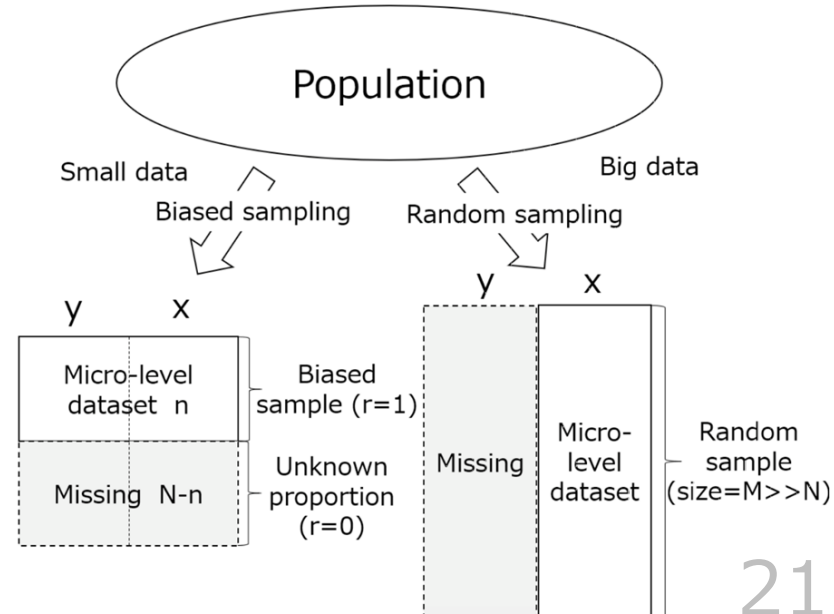 Population
Small data
Big data
Biased sampling
Random sampling
y x
y x
Micro-level
dataset n
Biased
sample (r=1)
Missing N-n
Unknown
proportion
(r=0)
Missing
Micro-
level
dataset
Random
sample
(size=M>>N)
21